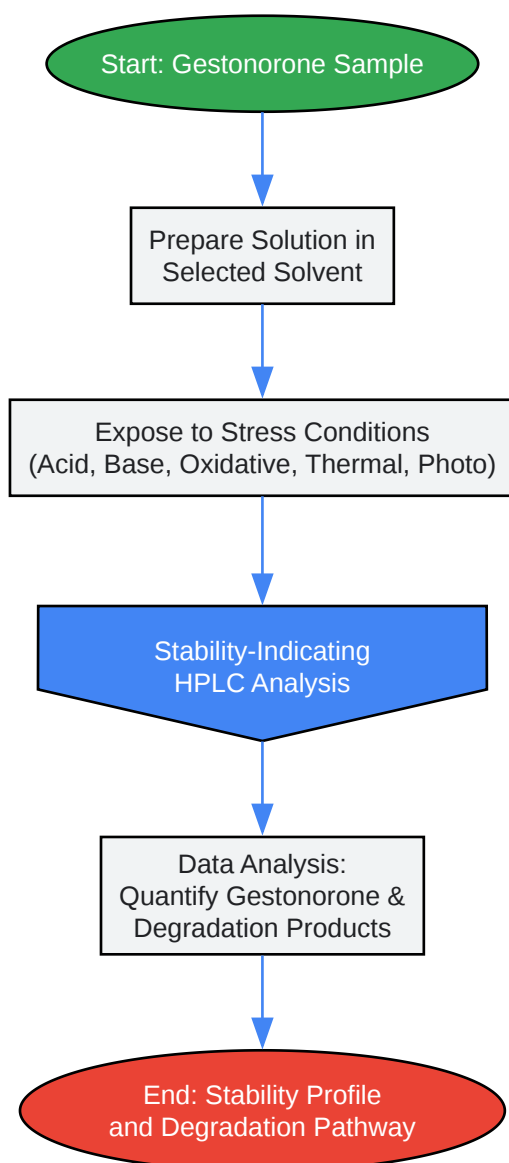 Start: Gestonorone Sample
Prepare Solution in
Selected Solvent
Expose to Stress Conditions
(Acid, Base, Oxidative, Thermal, Photo)
Stability-Indicating
HPLC Analysis
Data Analysis:
Quantify Gestonorone &
Degradation Products
End: Stability Profile
and Degradation Pathway